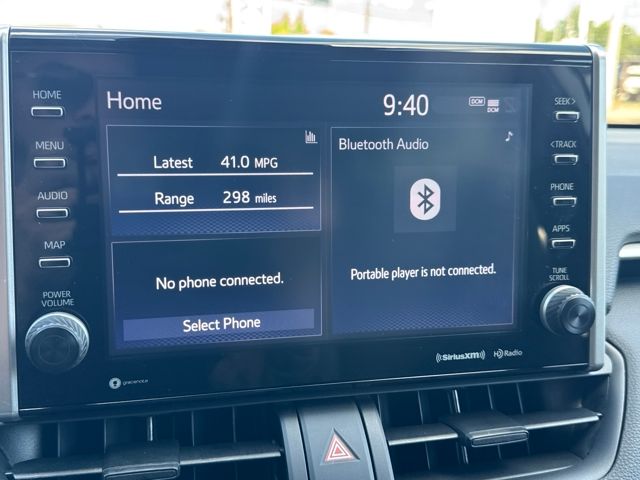 HOME
MENU
AUDIO
MAP
POWER
VOLUME
Home
9:40
DCM
DCM
Latest 41.0 MPG
Range 298 miles
No phone connected.
Select Phone
Bluetooth Audio
Portable player is not connected.
SEEK>
<TRACK
PHONE
APPS
TUNE
SCROLL
gracenote
((SiriusXM))
HD Radio